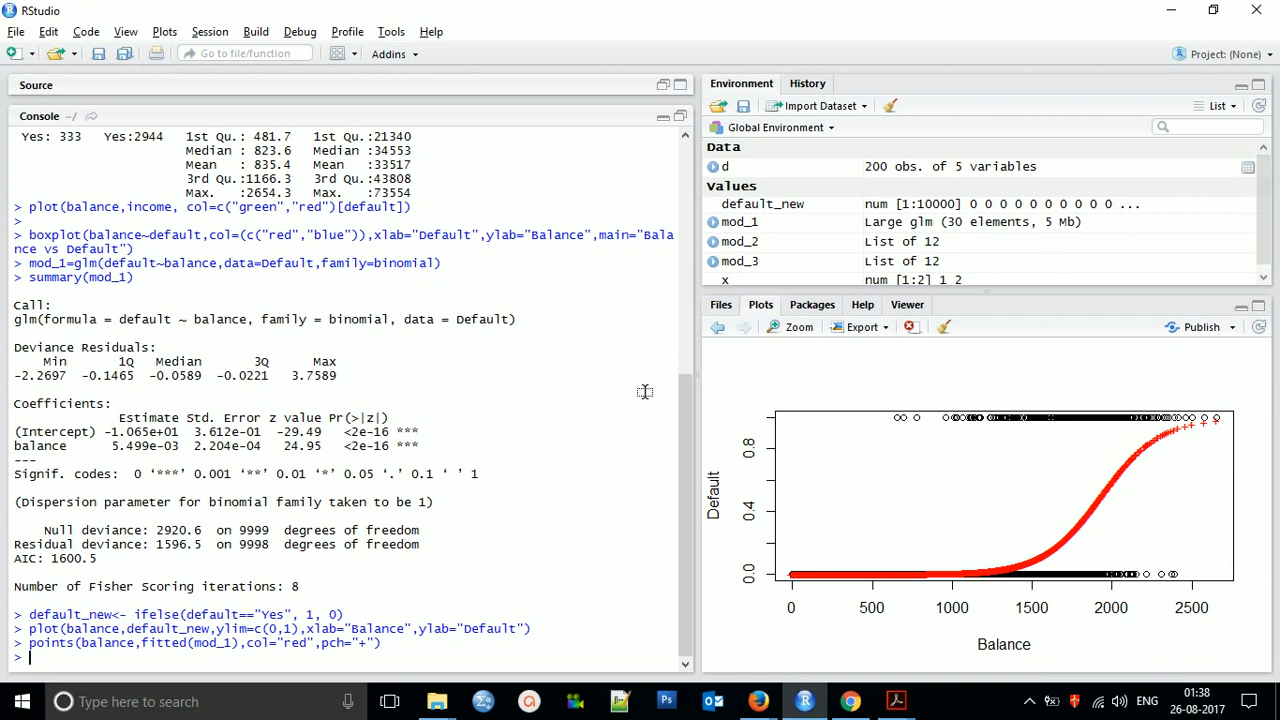 RStudio
File Edit Code View Plots Session Build Debug Profile Tools Help
Go to file/function Addins Project: (None)
Source
Console ~/
Yes: 333 Yes:2944 1st Qu.: 481.7 1st Qu.:21340
Median : 823.6 Median :34553
Mean : 835.4 Mean :33517
3rd Qu.:1166.3 3rd Qu.:43808
Max. :2654.3 Max. :73554
> plot(balance,income, col=c("green","red")[default])
>
> boxplot(balance~default,col=(c("red","blue")),xlab="Default",ylab="Balance",main="Bala
nce vs Default")
> mod_1=glm(default~balance,data=Default,family=binomial)
> summary(mod_1)
Call:
glm(formula = default ~ balance, family = binomial, data = Default)
Deviance Residuals:
Min 1Q Median 3Q Max
-2.2697 -0.1465 -0.0589 -0.0221 3.7589
Coefficients:
Estimate Std. Error z value Pr(>|z|)
(Intercept) -1.065e+01 3.612e-01 -29.49 <2e-16 ***
balance 5.499e-03 2.204e-04 24.95 <2e-16 ***
---
Signif. codes: 0 ‘***’ 0.001 ‘**’ 0.01 ‘*’ 0.05 ‘.’ 0.1 ‘ ’ 1
(Dispersion parameter for binomial family taken to be 1)
Null deviance: 2920.6 on 9999 degrees of freedom
Residual deviance: 1596.5 on 9998 degrees of freedom
AIC: 1600.5
Number of Fisher Scoring iterations: 8
> default_new<- ifelse(default=="Yes", 1, 0)
> plot(balance,default_new,ylim=c(0,1),xlab="Balance",ylab="Default")
> points(balance,fitted(mod_1),col="red",pch="+")
>
Environment History
Import Dataset List
Global Environment
Data
d 200 obs. of 5 variables
Values
default_new num [1:10000] 0 0 0 0 0 0 0 0 0 0 ...
mod_1 Large glm (30 elements, 5 Mb)
mod_2 List of 12
mod_3 List of 12
x num [1:2] 1 2
Files Plots Packages Help Viewer
Zoom Export Publish
Default
0.8
0.4
0.0
0 500 1000 1500 2000 2500
Balance
Type here to search
Ps
ENG
01:38
26-08-2017